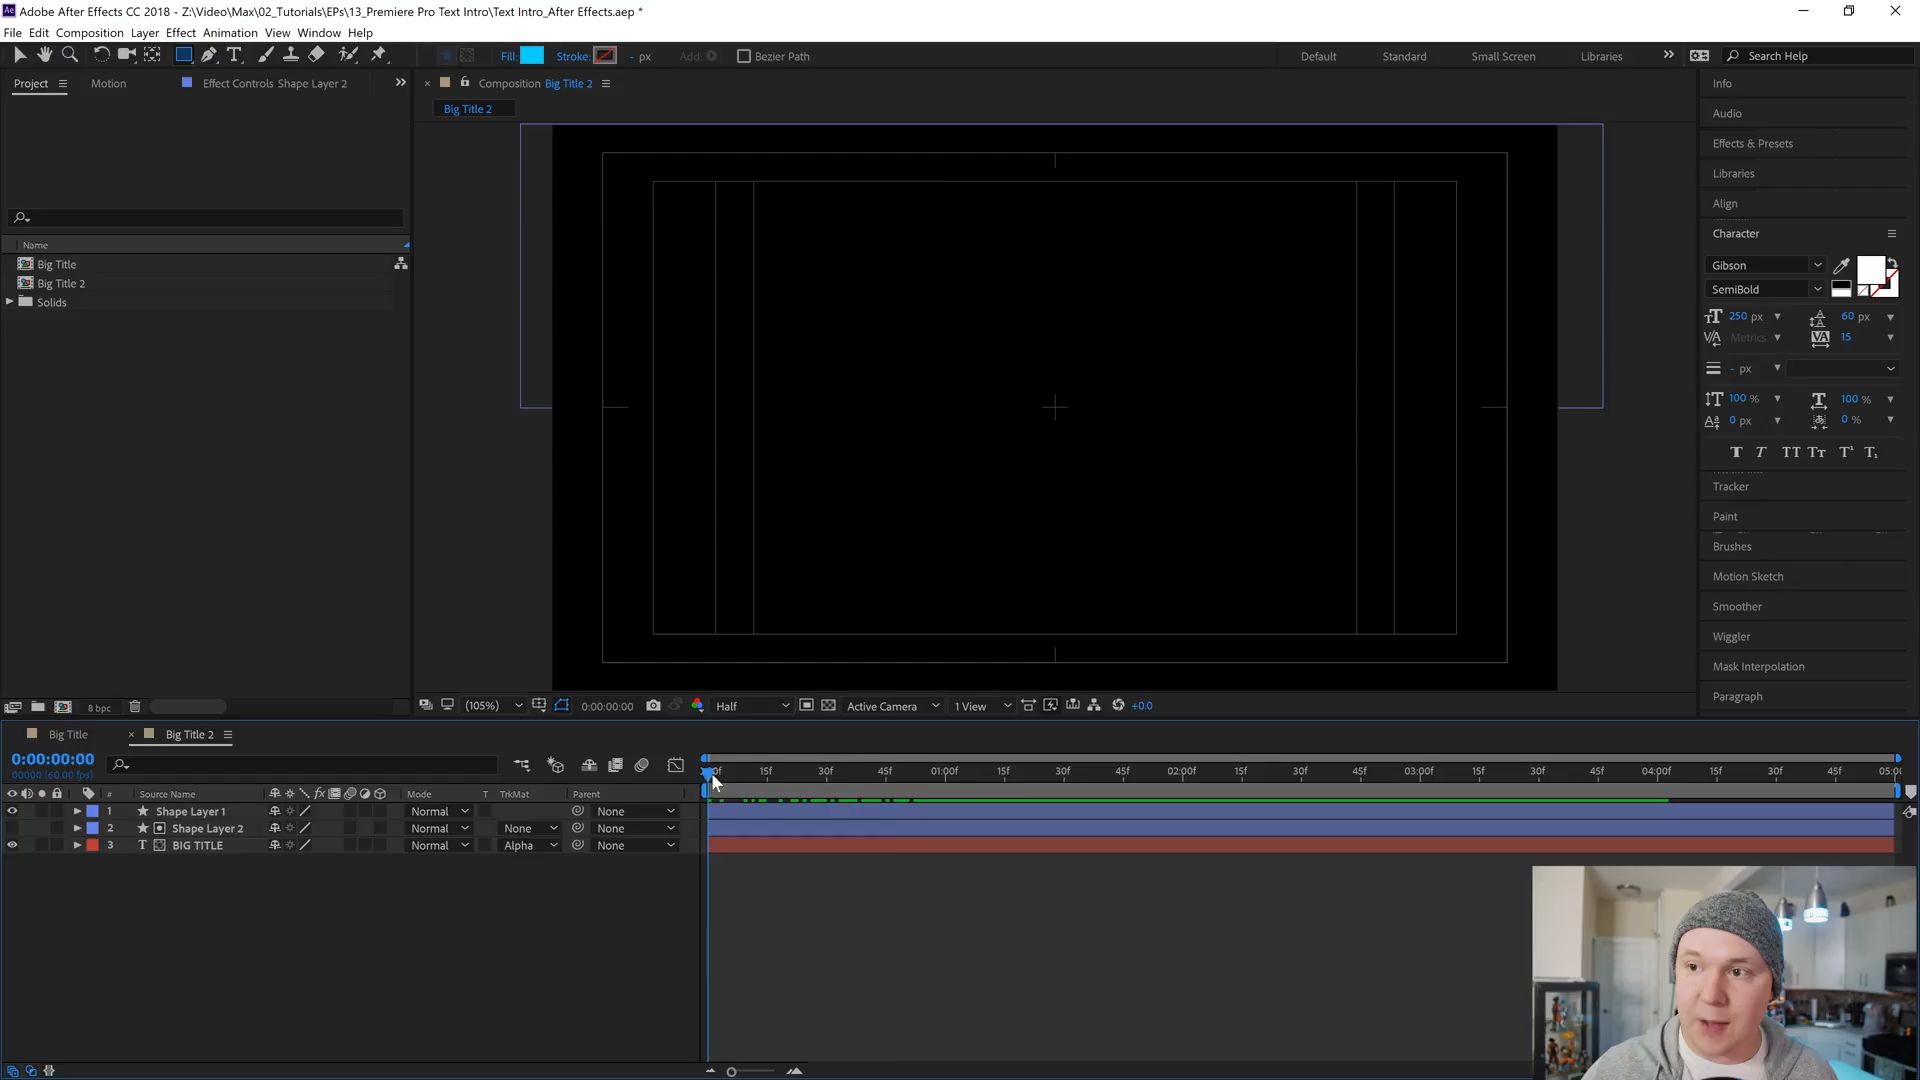 Adobe After Effects CC 2018 - Z:\Video\Max\02_Tutorials\EPs\13_Premiere Pro Text Intro\Text Intro_After Effects.aep *
File Edit Composition Layer Effect Animation View Window Help
Fill: Stroke: - px Add: Bezier Path Default Standard Small Screen Libraries Search Help
Project Motion Effect Controls Shape Layer 2
Composition Big Title 2
Big Title 2
Name
Big Title
Big Title 2
Solids
8 bpc
(105%) 0:00:00:00 Half Active Camera 1 View +0.0
Info
Audio
Effects & Presets
Libraries
Align
Character
Gibson
SemiBold
250 px 60 px
Metrics 15
- px
100 % 100 %
0 px 0 %
T T TT Tт T¹ T₁
Tracker
Paint
Brushes
Motion Sketch
Smoother
Wiggler
Mask Interpolation
Paragraph
Big Title Big Title 2
0:00:00:00
00000 (60.00 fps)
15f 30f 45f 01:00f 15f 30f 45f 02:00f 15f 30f 45f 03:00f 15f 30f 45f 04:00f 15f 30f 45f
# Source Name Mode T TrkMat Parent
1 Shape Layer 1 Normal None
2 Shape Layer 2 Normal None None
3 T BIG TITLE Normal Alpha None